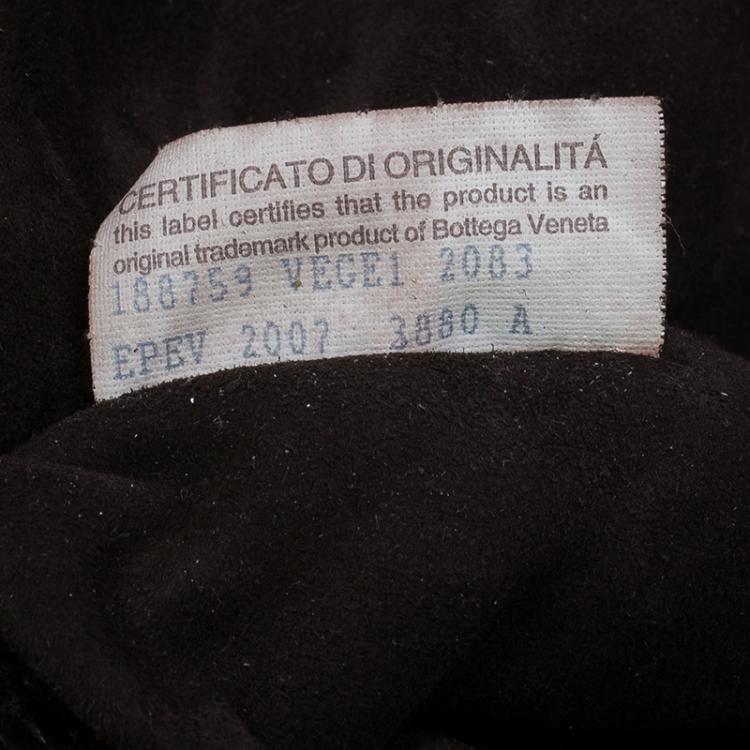 CERTIFICATO DI ORIGINALITÁ
this label certifies that the product is an
original trademark product of Bottega Veneta
188759 VEGE1 2083
EPEV 2007 3880 A